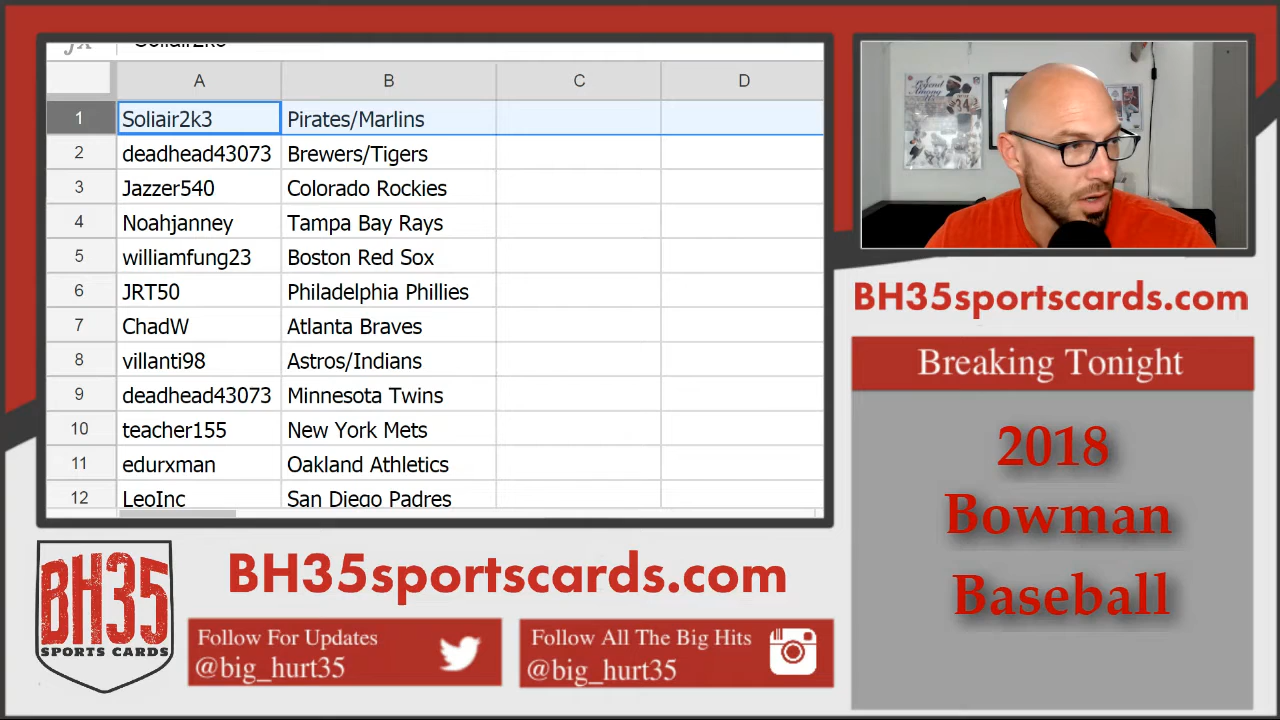 A B C D
1 Soliair2k3 Pirates/Marlins
2 deadhead43073 Brewers/Tigers
3 Jazzer540 Colorado Rockies
4 Noahjanney Tampa Bay Rays
5 williamfung23 Boston Red Sox
6 JRT50 Philadelphia Phillies
7 ChadW Atlanta Braves
8 villanti98 Astros/Indians
9 deadhead43073 Minnesota Twins
10 teacher155 New York Mets
11 edurxman Oakland Athletics
12 LeoInc San Diego Padres
34
BH35sportscards.com
Breaking Tonight
2018
Bowman
Baseball
BH35
SPORTS CARDS
BH35sportscards.com
Follow For Updates
@big_hurt35
Follow All The Big Hits
@big_hurt35